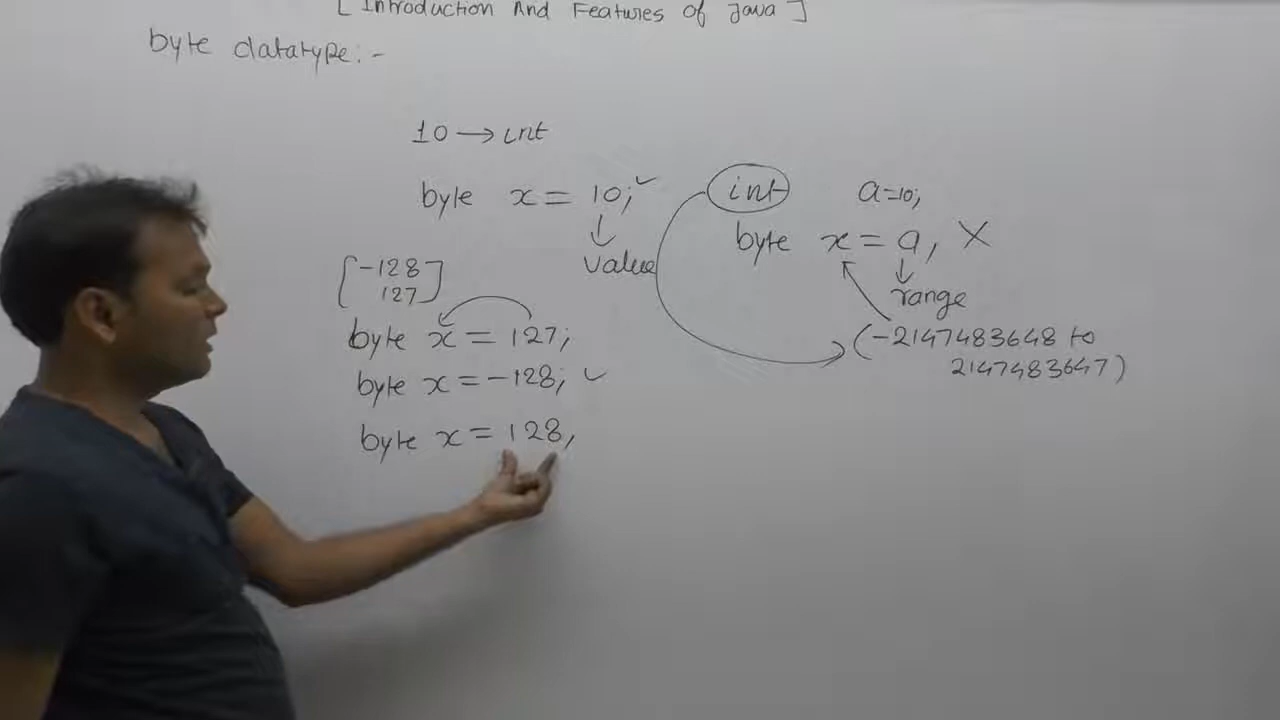 [ Introduction And Features of Java ]
byte datatype:-
10 → int
byte x = 10; ✓
↓
value
[-128
127]
byte x = 127;
byte x = -128; ✓
byte x = 128;
int a=10;
byte x = a; ✗
↓
range
(-2147483648 to
2147483647)